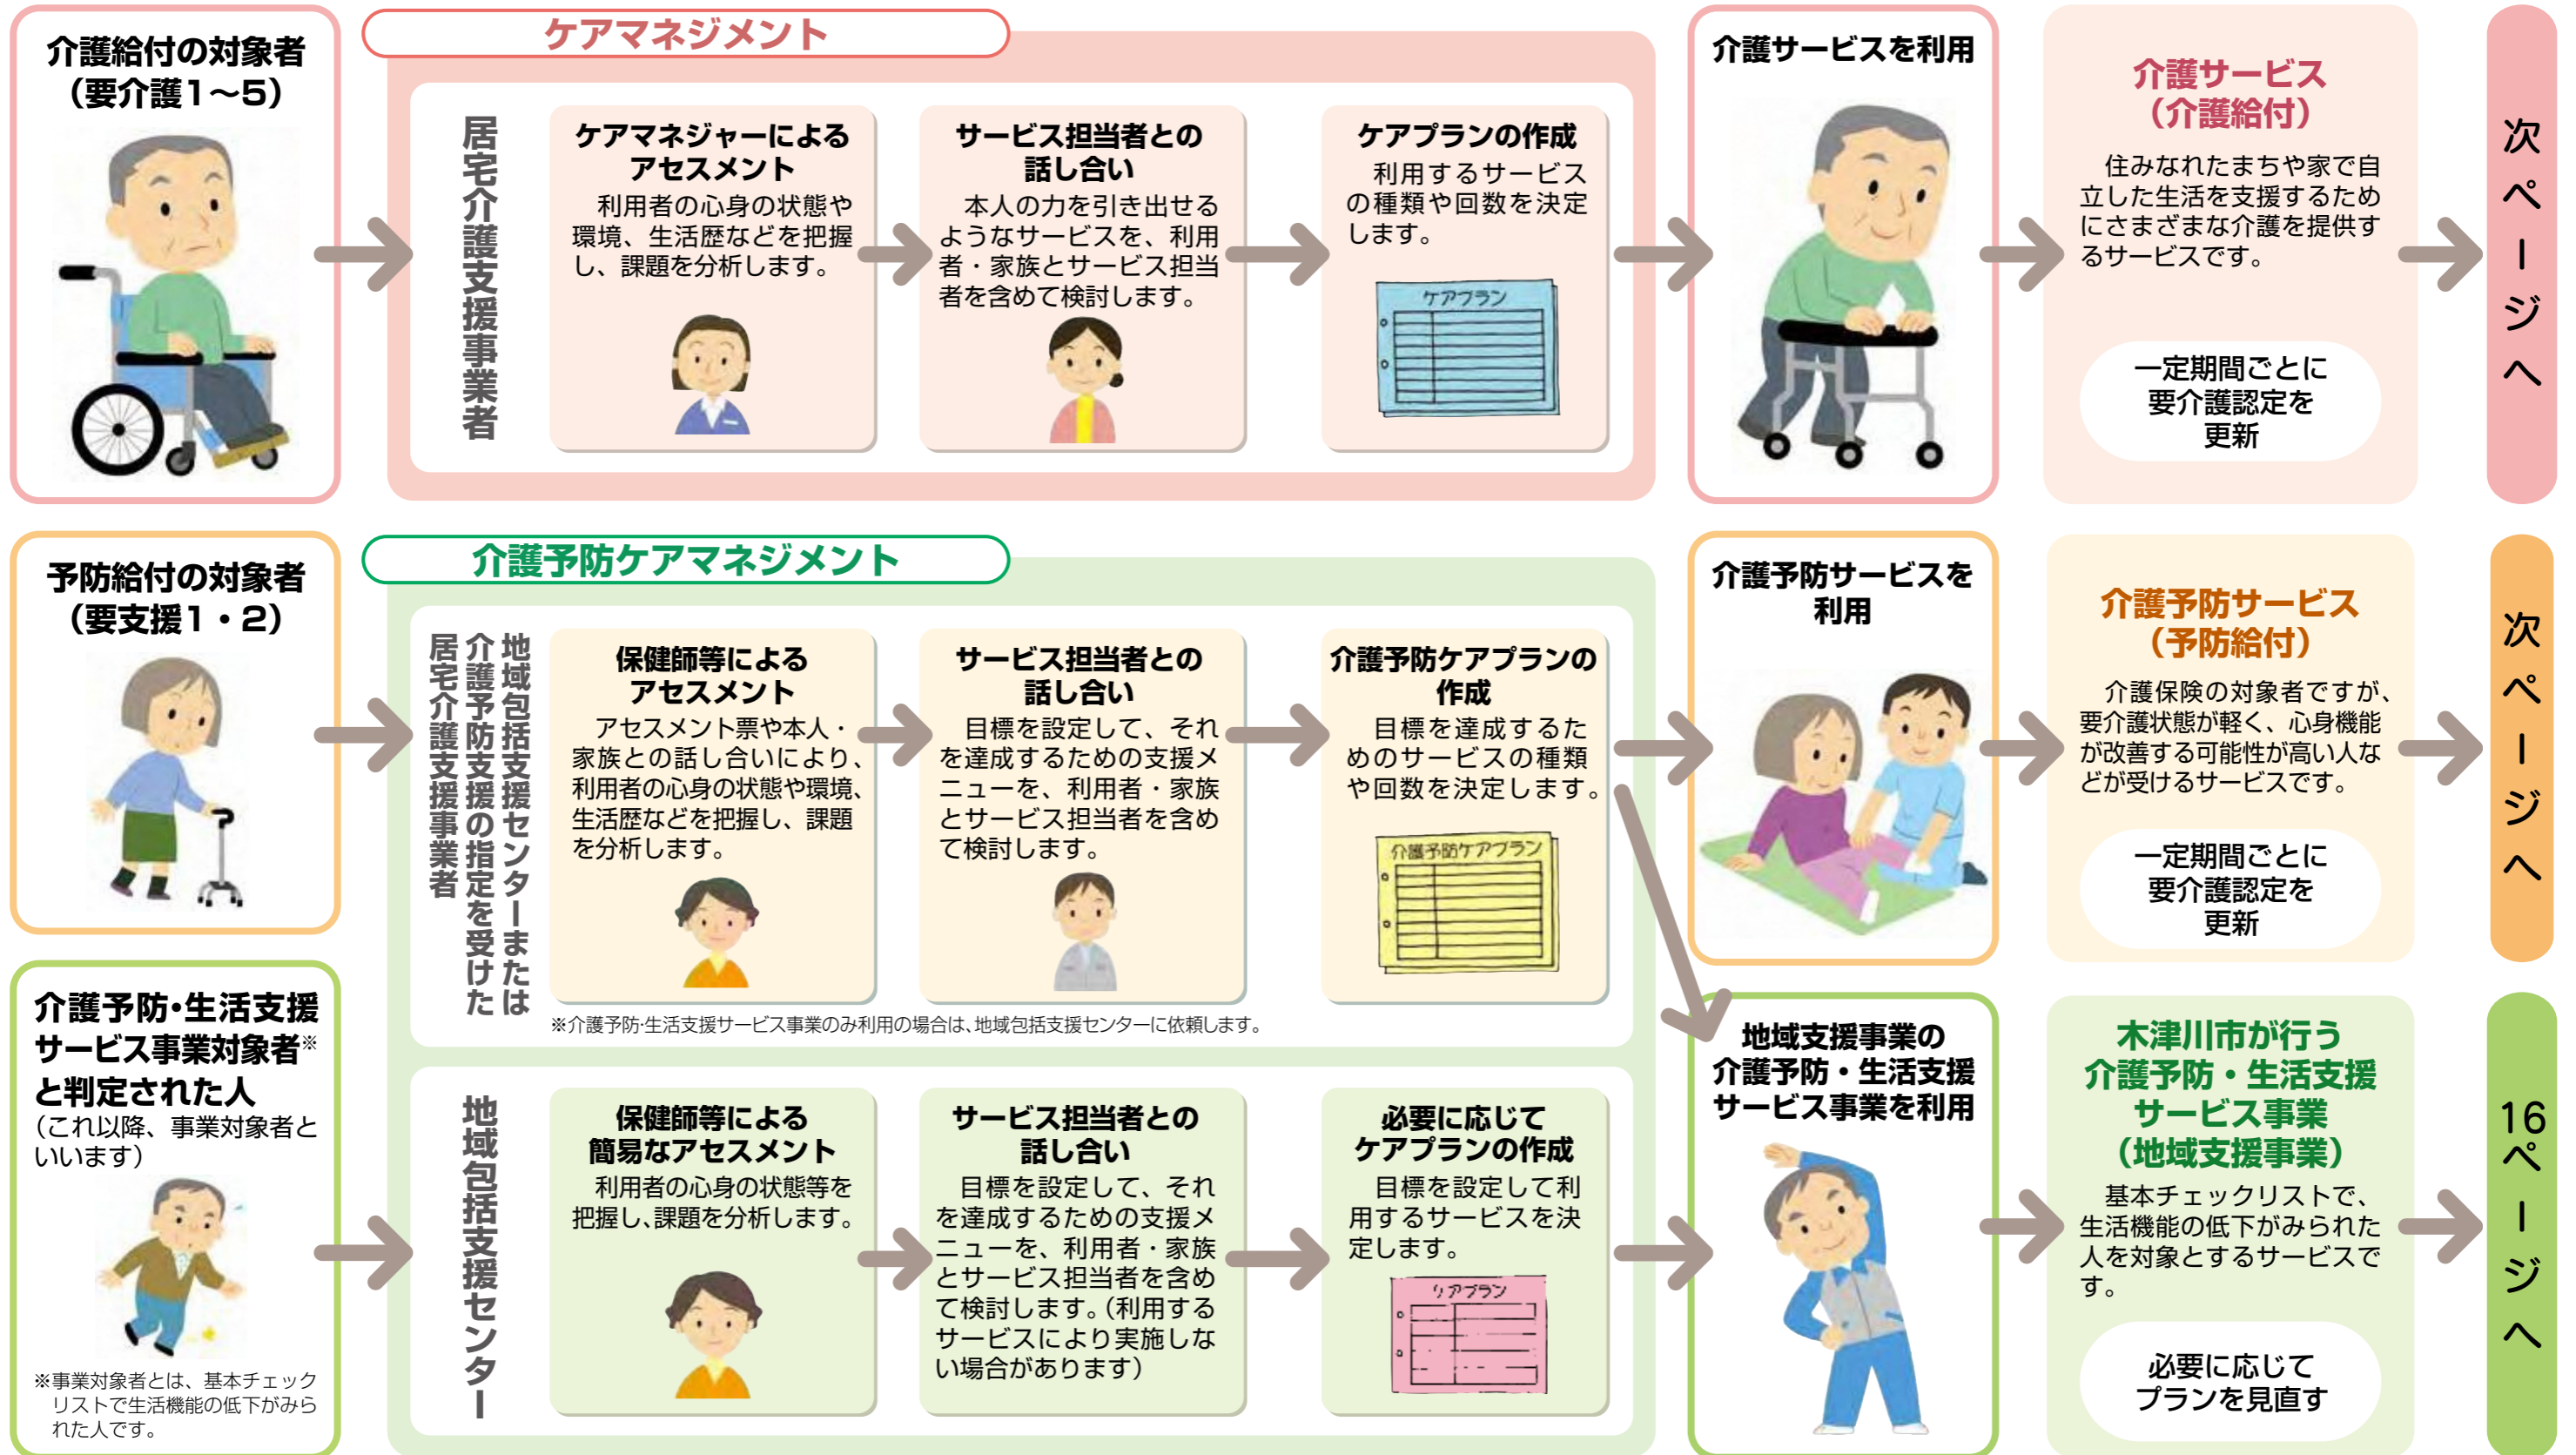 介護給付の対象者
（要介護1～5）
ケアマネジメント
居宅介護支援事業者
ケアマネジャーによる
アセスメント
利用者の心身の状態や
環境、生活歴などを把握
し、課題を分析します。
サービス担当者との
話し合い
本人の力を引き出せる
ようなサービスを、利用
者・家族とサービス担当
者を含めて検討します。
ケアプランの作成
利用するサービス
の種類や回数を決定
します。
ケアプラン
介護サービスを利用
介護サービス
（介護給付）
住みなれたまちや家で自
立した生活を支援するため
にさまざまな介護を提供す
るサービスです。
一定期間ごとに
要介護認定を
更新
次ページへ
予防給付の対象者
（要支援1・2）
介護予防ケアマネジメント
地域包括支援センターまたは
介護予防支援の指定を受けた
居宅介護支援事業者
保健師等による
アセスメント
アセスメント票や本人・
家族との話し合いにより、
利用者の心身の状態や環境、
生活歴などを把握し、課題
を分析します。
サービス担当者との
話し合い
目標を設定して、それ
を達成するための支援メ
ニューを、利用者・家族
とサービス担当者を含め
て検討します。
介護予防ケアプランの
作成
目標を達成するた
めのサービスの種類
や回数を決定します。
介護予防ケアプラン
※介護予防・生活支援サービス事業のみ利用の場合は、地域包括支援センターに依頼します。
介護予防サービスを
利用
介護予防サービス
（予防給付）
介護保険の対象者ですが、
要介護状態が軽く、心身機能
が改善する可能性が高い人な
どが受けるサービスです。
一定期間ごとに
要介護認定を
更新
次ページへ
介護予防・生活支援
サービス事業対象者※
と判定された人
（これ以降、事業対象者と
いいます）
※事業対象者とは、基本チェック
リストで生活機能の低下がみら
れた人です。
地域包括支援センター
保健師等による
簡易なアセスメント
利用者の心身の状態等を
把握し、課題を分析します。
サービス担当者との
話し合い
目標を設定して、それ
を達成するための支援メ
ニューを、利用者・家族
とサービス担当者を含め
て検討します。（利用する
サービスにより実施しな
い場合があります）
必要に応じて
ケアプランの作成
目標を設定して利
用するサービスを決
定します。
ケアプラン
地域支援事業の
介護予防・生活支援
サービス事業を利用
木津川市が行う
介護予防・生活支援
サービス事業
（地域支援事業）
基本チェックリストで、
生活機能の低下がみられた
人を対象とするサービスで
す。
必要に応じて
プランを見直す
16ページへ